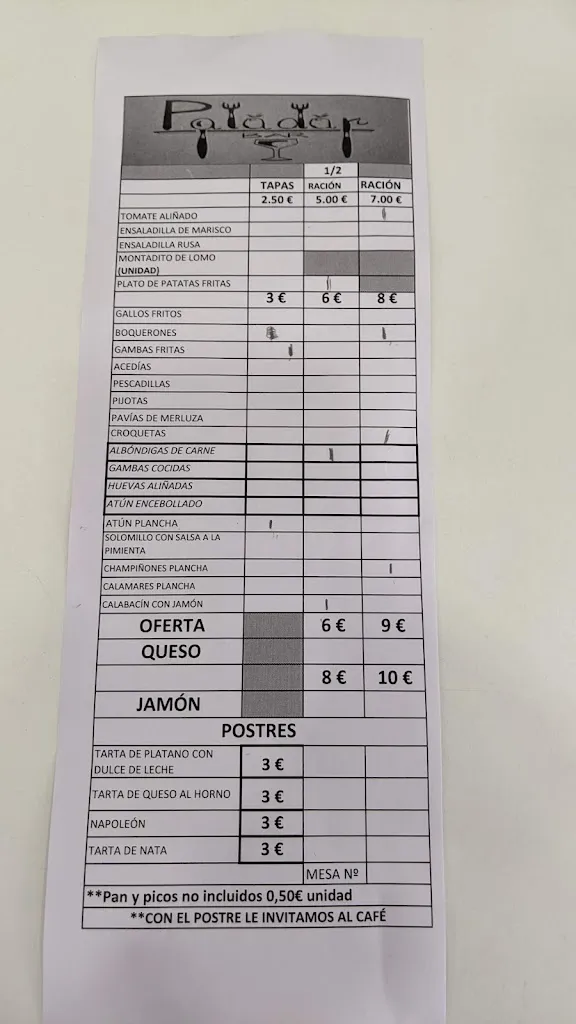 Paladar
BAR
1/2
TAPAS RACIÓN RACIÓN
2.50 € 5.00 € 7.00 €
TOMATE ALIÑADO
ENSALADILLA DE MARISCO
ENSALADILLA RUSA
MONTADITO DE LOMO
(UNIDAD)
PLATO DE PATATAS FRITAS
3 € 6 € 8 €
GALLOS FRITOS
BOQUERONES
GAMBAS FRITAS
ACEDÍAS
PESCADILLAS
PIJOTAS
PAVÍAS DE MERLUZA
CROQUETAS
ALBÓNDIGAS DE CARNE
GAMBAS COCIDAS
HUEVAS ALIÑADAS
ATÚN ENCEBOLLADO
ATÚN PLANCHA
SOLOMILLO CON SALSA A LA
PIMIENTA
CHAMPIÑONES PLANCHA
CALAMARES PLANCHA
CALABACÍN CON JAMÓN
OFERTA 6 € 9 €
QUESO
8 € 10 €
JAMÓN
POSTRES
TARTA DE PLATANO CON
DULCE DE LECHE 3 €
TARTA DE QUESO AL HORNO 3 €
NAPOLEÓN 3 €
TARTA DE NATA 3 €
MESA Nº
**Pan y picos no incluidos 0,50€ unidad
**CON EL POSTRE LE INVITAMOS AL CAFÉ